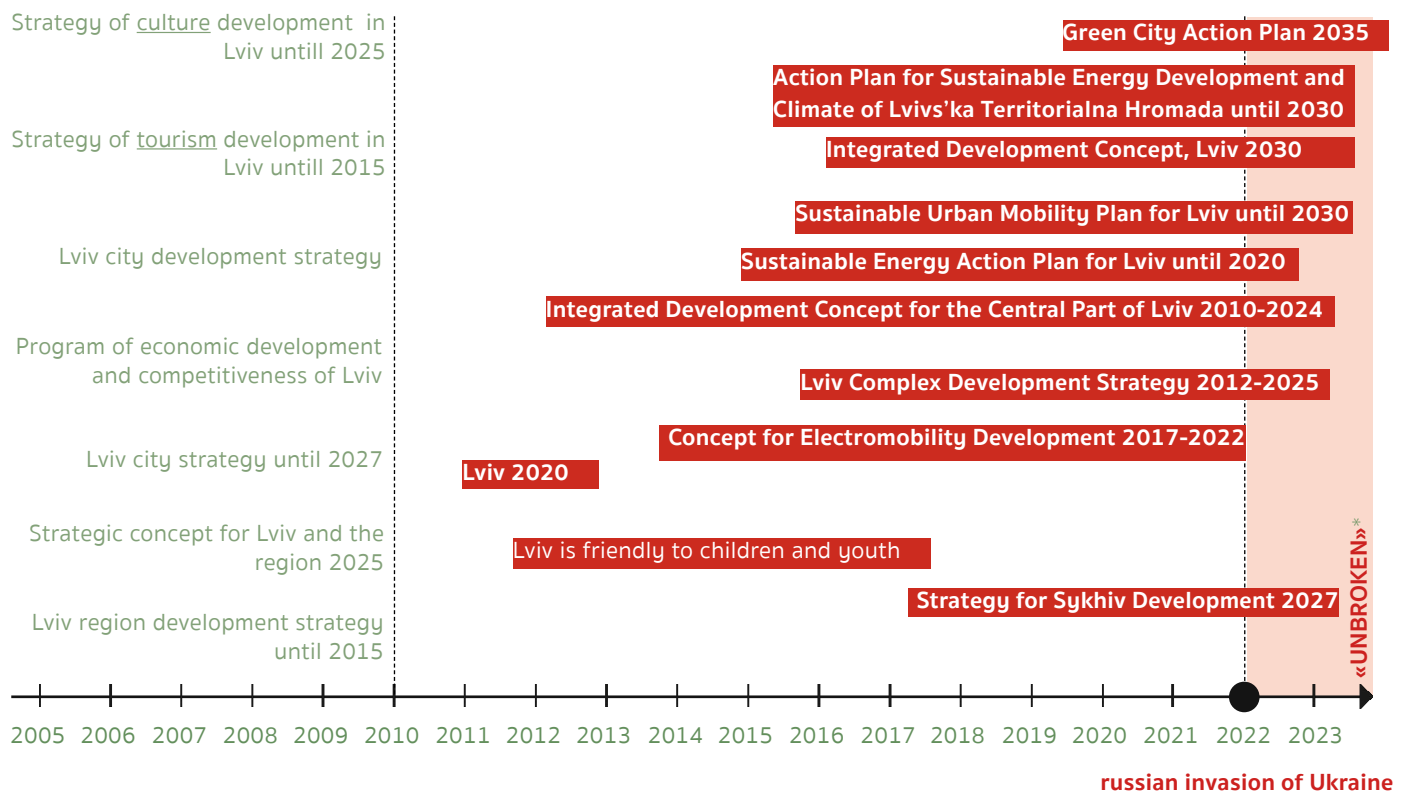 Strategy of culture development in
Lviv untill 2025
Strategy of tourism development in
Lviv untill 2015
Lviv city development strategy
Program of economic development
and competitiveness of Lviv
Lviv city strategy until 2027
Strategic concept for Lviv and the
region 2025
Lviv region development strategy
until 2015
Green City Action Plan 2035
Action Plan for Sustainable Energy Development and
Climate of Lvivs’ka Territorialna Hromada until 2030
Integrated Development Concept, Lviv 2030
Sustainable Urban Mobility Plan for Lviv until 2030
Sustainable Energy Action Plan for Lviv until 2020
Integrated Development Concept for the Central Part of Lviv 2010-2024
Lviv Complex Development Strategy 2012-2025
Concept for Electromobility Development 2017-2022
Lviv 2020
Lviv is friendly to children and youth
Strategy for Sykhiv Development 2027
«UNBROKEN»*
2005 2006 2007 2008 2009 2010 2011 2012 2013 2014 2015 2016 2017 2018 2019 2020 2021 2022 2023
russian invasion of Ukraine